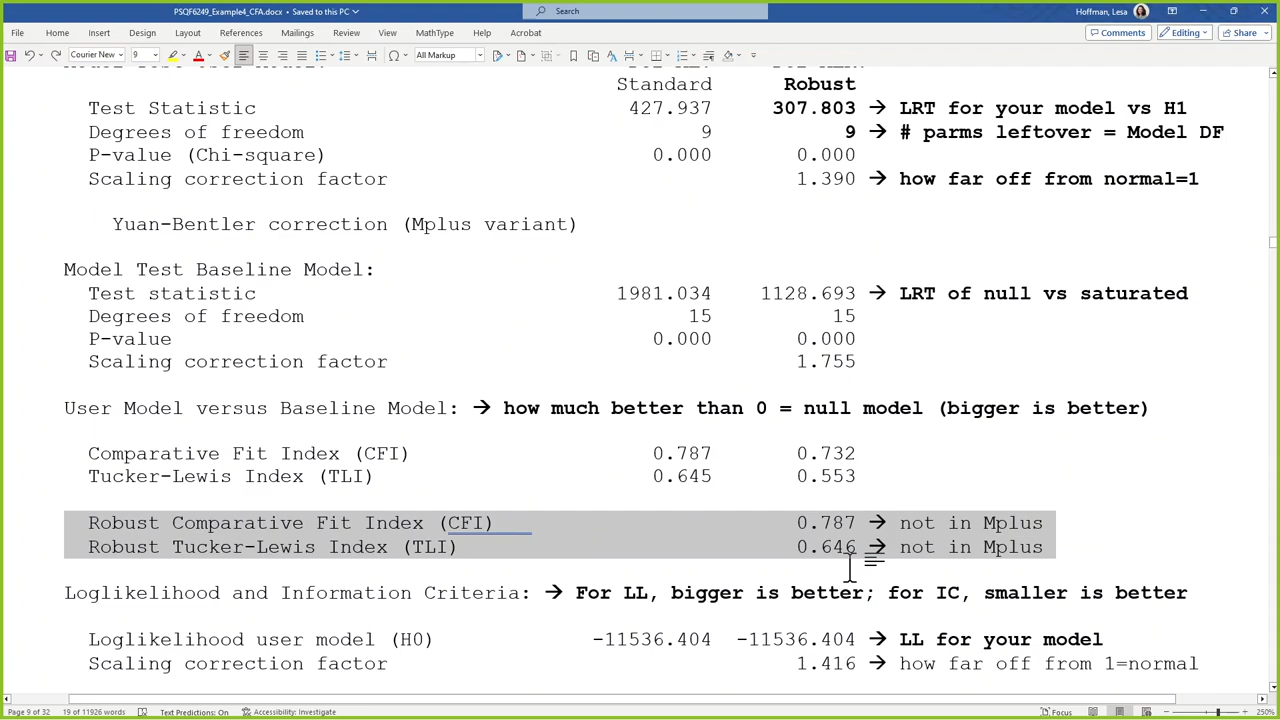 PSQF6249_Example4_CFA.docx • Saved to this PC
Search
Hoffman, Lesa
File Home Insert Design Layout References Mailings Review View MathType Help Acrobat
Comments Editing Share
Courier New 9 All Markup
Standard Robust
Test Statistic 427.937 307.803 → LRT for your model vs H1
Degrees of freedom 9 9 → # parms leftover = Model DF
P-value (Chi-square) 0.000 0.000
Scaling correction factor 1.390 → how far off from normal=1
Yuan-Bentler correction (Mplus variant)
Model Test Baseline Model:
Test statistic 1981.034 1128.693 → LRT of null vs saturated
Degrees of freedom 15 15
P-value 0.000 0.000
Scaling correction factor 1.755
User Model versus Baseline Model: → how much better than 0 = null model (bigger is better)
Comparative Fit Index (CFI) 0.787 0.732
Tucker-Lewis Index (TLI) 0.645 0.553
Robust Comparative Fit Index (CFI) 0.787 → not in Mplus
Robust Tucker-Lewis Index (TLI) 0.646 → not in Mplus
Loglikelihood and Information Criteria: → For LL, bigger is better; for IC, smaller is better
Loglikelihood user model (H0) -11536.404 -11536.404 → LL for your model
Scaling correction factor 1.416 → how far off from 1=normal
Page 9 of 32 19 of 11926 words Text Predictions: On Accessibility: Investigate Focus 250%